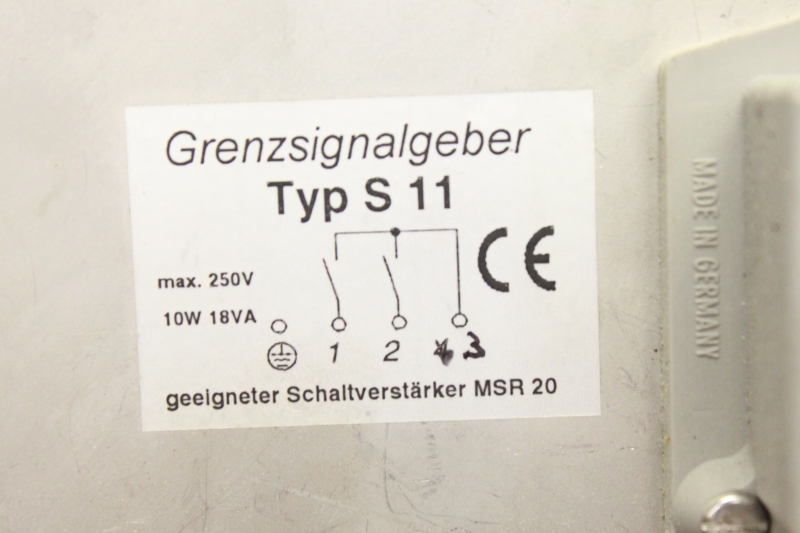 Grenzsignalgeber
Typ S 11
CE
max. 250V
10W 18VA
1 2 3
geeigneter Schaltverstärker MSR 20
MADE IN GERMANY